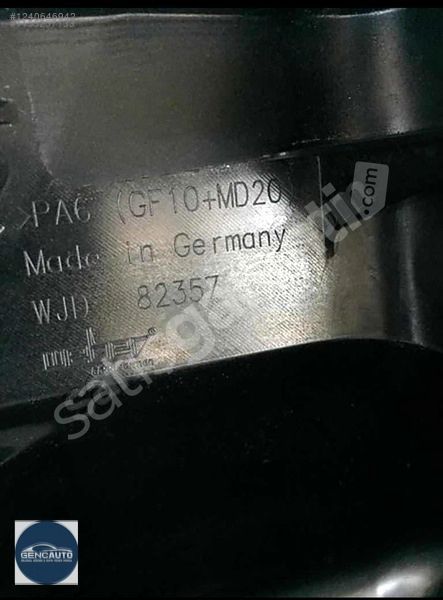 #1240646942
>PA6 (GF10+MD20
Made in Germany
WJD 82357
sahibinden.com
GENCAUTO